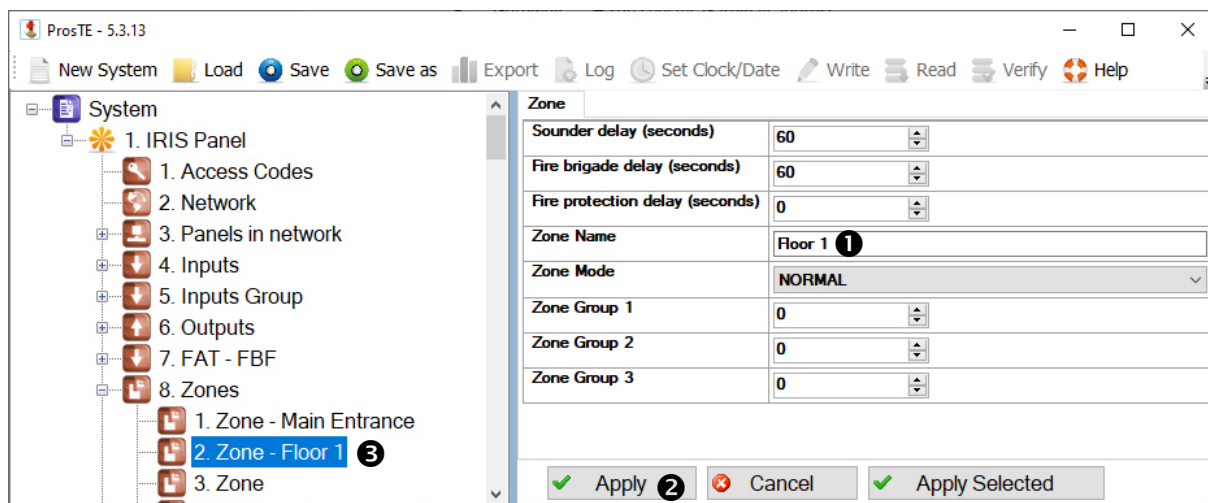 ProsTE - 5.3.13
New System Load Save Save as Export Log Set Clock/Date Write Read Verify Help
System
1. IRIS Panel
1. Access Codes
2. Network
3. Panels in network
4. Inputs
5. Inputs Group
6. Outputs
7. FAT - FBF
8. Zones
1. Zone - Main Entrance
2. Zone - Floor 1 ❸
3. Zone
Zone
Sounder delay (seconds) 60
Fire brigade delay (seconds) 60
Fire protection delay (seconds) 0
Zone Name Floor 1 ❶
Zone Mode NORMAL
Zone Group 1 0
Zone Group 2 0
Zone Group 3 0
Apply ❷ Cancel Apply Selected